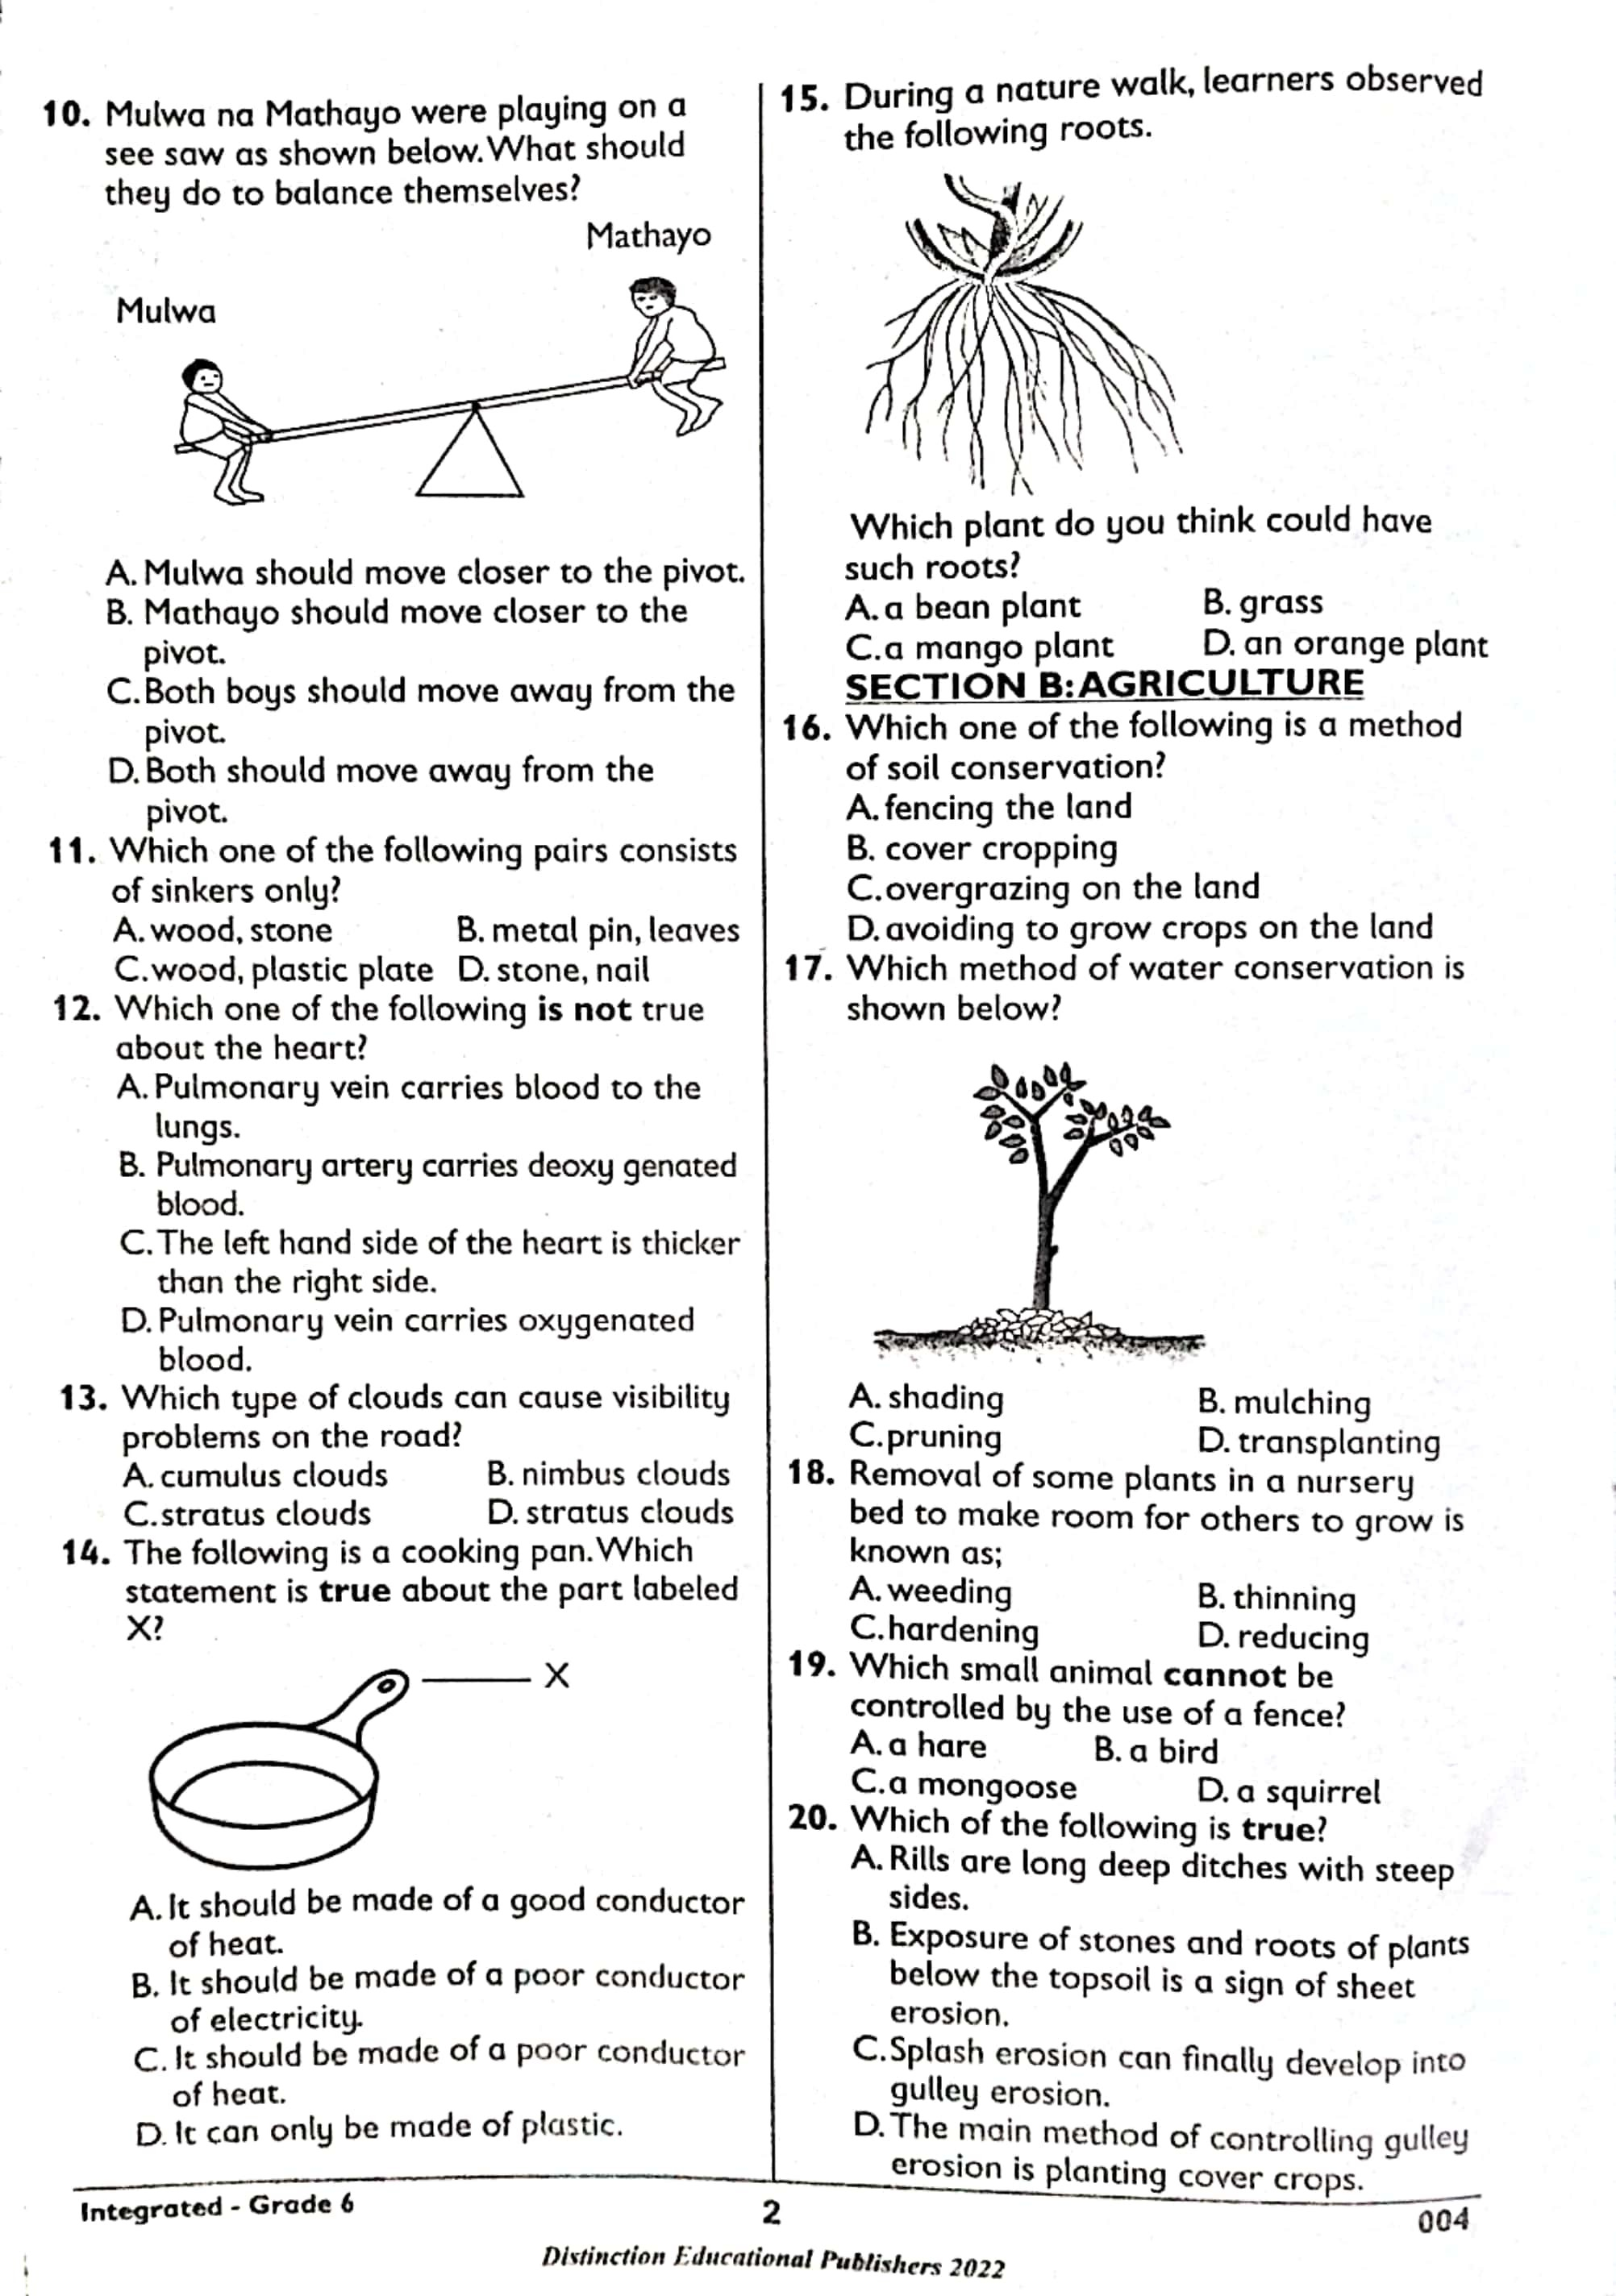 10. Mulwa na Mathayo were playing on a
see saw as shown below.What should
they do to balance themselves?
Mathayo
Mulwa
A. Mulwa should move closer to the pivot.
B. Mathayo should move closer to the
pivot.
C. Both boys should move away from the
pivot.
D. Both should move away from the
pivot.
11. Which one of the following pairs consists
of sinkers only?
A. wood, stone B. metal pin, leaves
C. wood, plastic plate D. stone, nail
12. Which one of the following is not true
about the heart?
A. Pulmonary vein carries blood to the
lungs.
B. Pulmonary artery carries deoxy genated
blood.
C. The left hand side of the heart is thicker
than the right side.
D. Pulmonary vein carries oxygenated
blood.
13. Which type of clouds can cause visibility
problems on the road?
A. cumulus clouds B. nimbus clouds
C. stratus clouds D. stratus clouds
14. The following is a cooking pan.Which
statement is true about the part labeled
X?
X
A. It should be made of a good conductor
of heat.
B. It should be made of a poor conductor
of electricity.
C. It should be made of a poor conductor
of heat.
D. It can only be made of plastic.
15. During a nature walk, learners observed
the following roots.
Which plant do you think could have
such roots?
A. a bean plant B. grass
C. a mango plant D. an orange plant
SECTION B:AGRICULTURE
16. Which one of the following is a method
of soil conservation?
A. fencing the land
B. cover cropping
C. overgrazing on the land
D. avoiding to grow crops on the land
17. Which method of water conservation is
shown below?
A. shading B. mulching
C. pruning D. transplanting
18. Removal of some plants in a nursery
bed to make room for others to grow is
known as;
A. weeding B. thinning
C. hardening D. reducing
19. Which small animal cannot be
controlled by the use of a fence?
A. a hare B. a bird
C. a mongoose D. a squirrel
20. Which of the following is true?
A. Rills are long deep ditches with steep
sides.
B. Exposure of stones and roots of plants
below the topsoil is a sign of sheet
erosion.
C. Splash erosion can finally develop into
gulley erosion.
D. The main method of controlling gulley
erosion is planting cover crops.
Integrated - Grade 6 2 004
Distinction Educational Publishers 2022